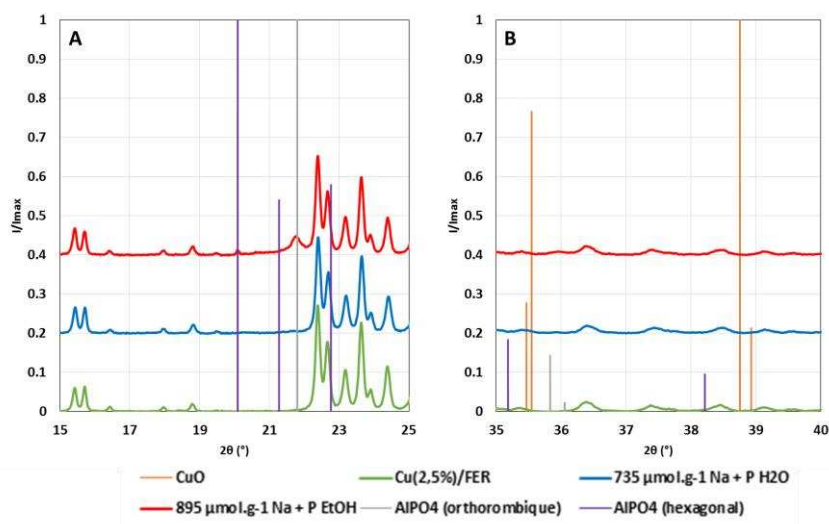 A
I/Imax
1
0.9
0.8
0.7
0.6
0.5
0.4
0.3
0.2
0.1
0
15 17 19 21 23 25
2θ (°)
B
I/Imax
1
0.9
0.8
0.7
0.6
0.5
0.4
0.3
0.2
0.1
0
35 36 37 38 39 40
2θ (°)
CuO Cu(2,5%)/FER 735 µmol.g-1 Na + P H2O
895 µmol.g-1 Na + P EtOH AlPO4 (orthorombique) AlPO4 (hexagonal)